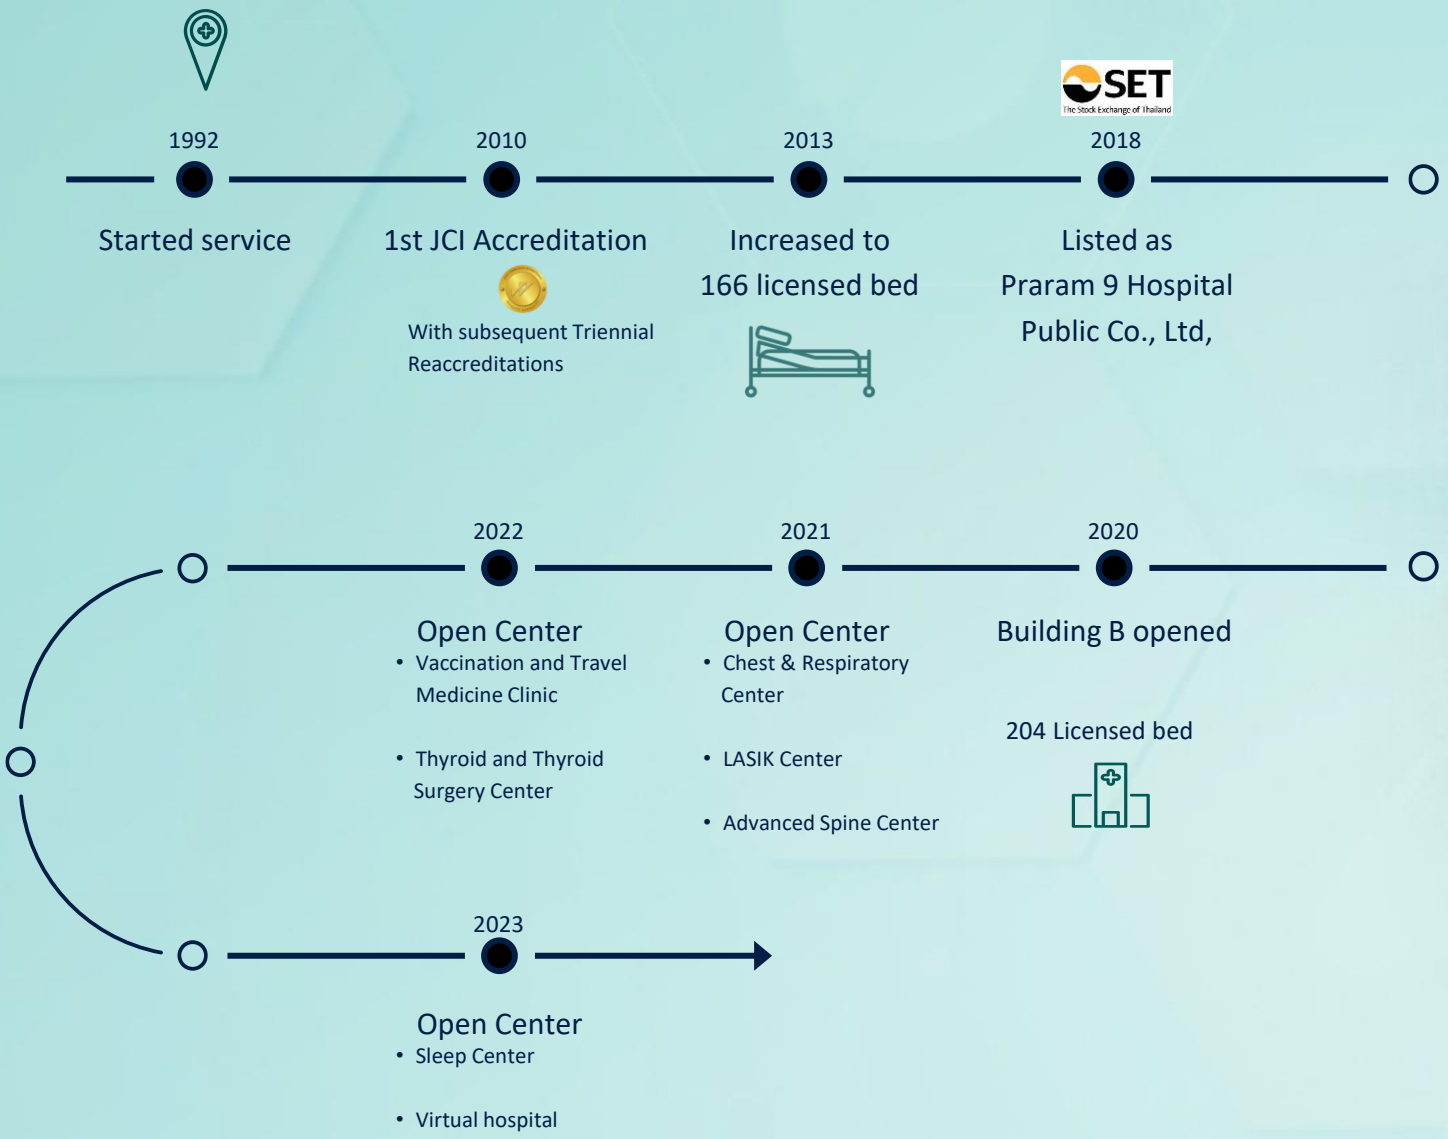 SET
The Stock Exchange of Thailand
1992
2010
2013
2018
Started service
1st JCI Accreditation
With subsequent Triennial
Reaccreditations
Increased to
166 licensed bed
Listed as
Praram 9 Hospital
Public Co., Ltd,
2020
Building B opened
204 Licensed bed
2021
Open Center
• Chest & Respiratory
Center
• LASIK Center
• Advanced Spine Center
2022
Open Center
• Vaccination and Travel
Medicine Clinic
• Thyroid and Thyroid
Surgery Center
2023
Open Center
• Sleep Center
• Virtual hospital